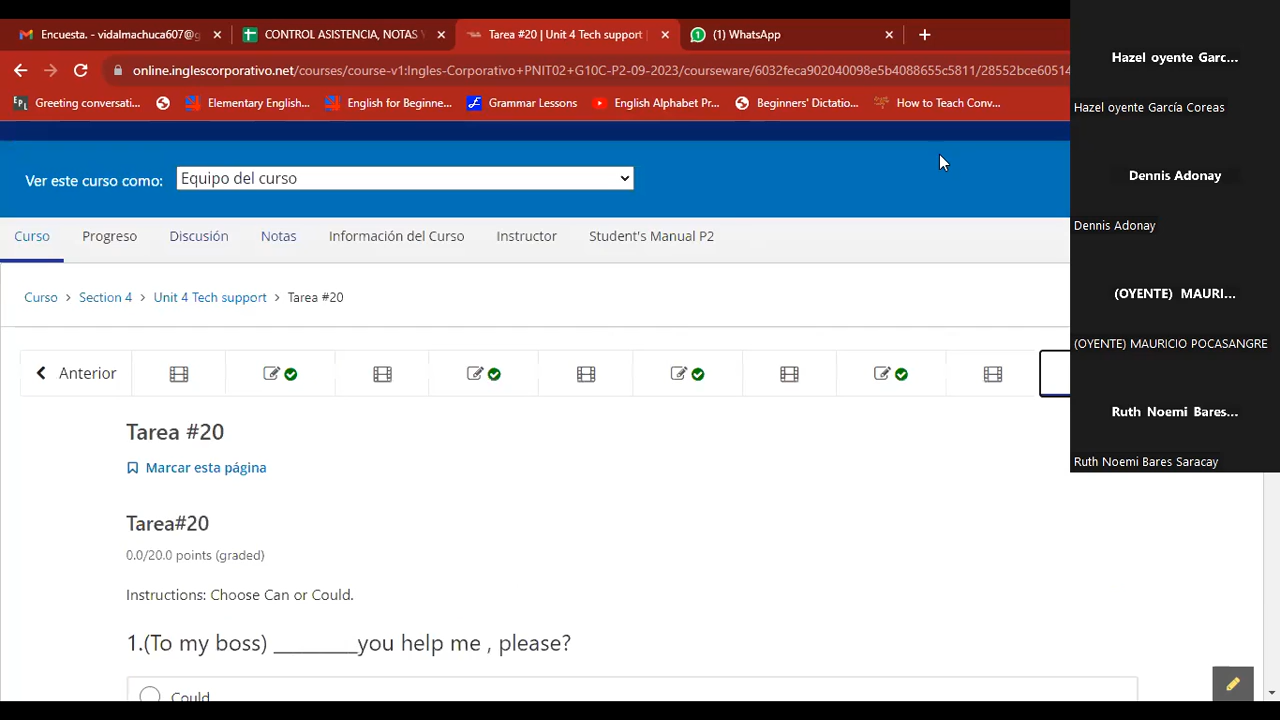 Encuesta. - vidalmachuca607@g
CONTROL ASISTENCIA, NOTAS
Tarea #20 | Unit 4 Tech support |
(1) WhatsApp
online.inglescorporativo.net/courses/course-v1:Ingles-Corporativo+PNIT02+G10C-P2-09-2023/courseware/6032feca902040098e5b4088655c5811/28552bce60514
Greeting conversati...
Elementary English...
English for Beginne...
Grammar Lessons
English Alphabet Pr...
Beginners' Dictatio...
How to Teach Conv...
Ver este curso como:
Equipo del curso
Curso
Progreso
Discusión
Notas
Información del Curso
Instructor
Student's Manual P2
Curso > Section 4 > Unit 4 Tech support > Tarea #20
Anterior
Tarea #20
Marcar esta página
Tarea#20
0.0/20.0 points (graded)
Instructions: Choose Can or Could.
1.(To my boss) ________you help me , please?
Could
Hazel oyente Garc...
Hazel oyente García Coreas
Dennis Adonay
Dennis Adonay
(OYENTE) MAURI...
(OYENTE) MAURICIO POCASANGRE
Ruth Noemi Bares...
Ruth Noemi Bares Saracay